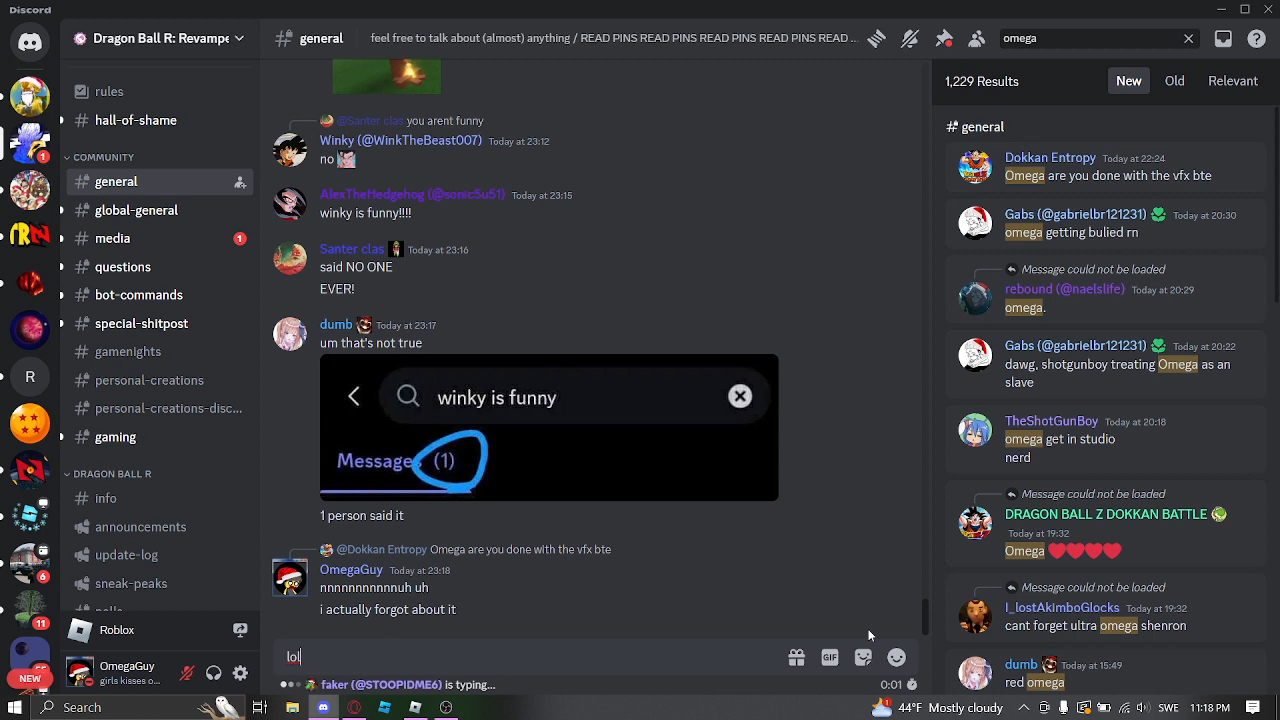 Discord
Dragon Ball R: Revampe
general
feel free to talk about (almost) anything / READ PINS READ PINS READ PINS READ PINS READ ...
omega
rules
hall-of-shame
COMMUNITY
general
global-general
media
1
questions
bot-commands
special-shitpost
gamenights
personal-creations
personal-creations-disc...
gaming
DRAGON BALL R
info
announcements
update-log
sneak-peaks
1
R
6
11
NEW
Roblox
OmegaGuy
girls kisses o...
@Santer clas you arent funny
Winky (@WinkTheBeast007) Today at 23:12
no
AlexTheHedgehog (@sonic5u51) Today at 23:15
winky is funny!!!!
Santer clas Today at 23:16
said NO ONE
EVER!
dumb Today at 23:17
um that's not true
winky is funny
Messages (1)
1 person said it
@Dokkan Entropy Omega are you done with the vfx bte
OmegaGuy Today at 23:18
nnnnnnnnnnuh uh
i actually forgot about it
lol
GIF
faker (@STOOPIDME6) is typing...
0:01
1,229 Results
New
Old
Relevant
general
Dokkan Entropy Today at 22:24
Omega are you done with the vfx bte
Gabs (@gabrielbr121231) Today at 20:30
omega getting bulied rn
Message could not be loaded
rebound (@naelslife) Today at 20:29
omega.
Gabs (@gabrielbr121231) Today at 20:22
dawg, shotgunboy treating Omega as an
slave
TheShotGunBoy Today at 20:18
omega get in studio
nerd
Message could not be loaded
DRAGON BALL Z DOKKAN BATTLE
Today at 19:32
Omega ❤❤❤❤
Message could not be loaded
I_lostAkimboGlocks Today at 19:32
cant forget ultra omega shenron
dumb Today at 15:49
red omega
Search
44°F Mostly cloudy
SWE
11:18 PM